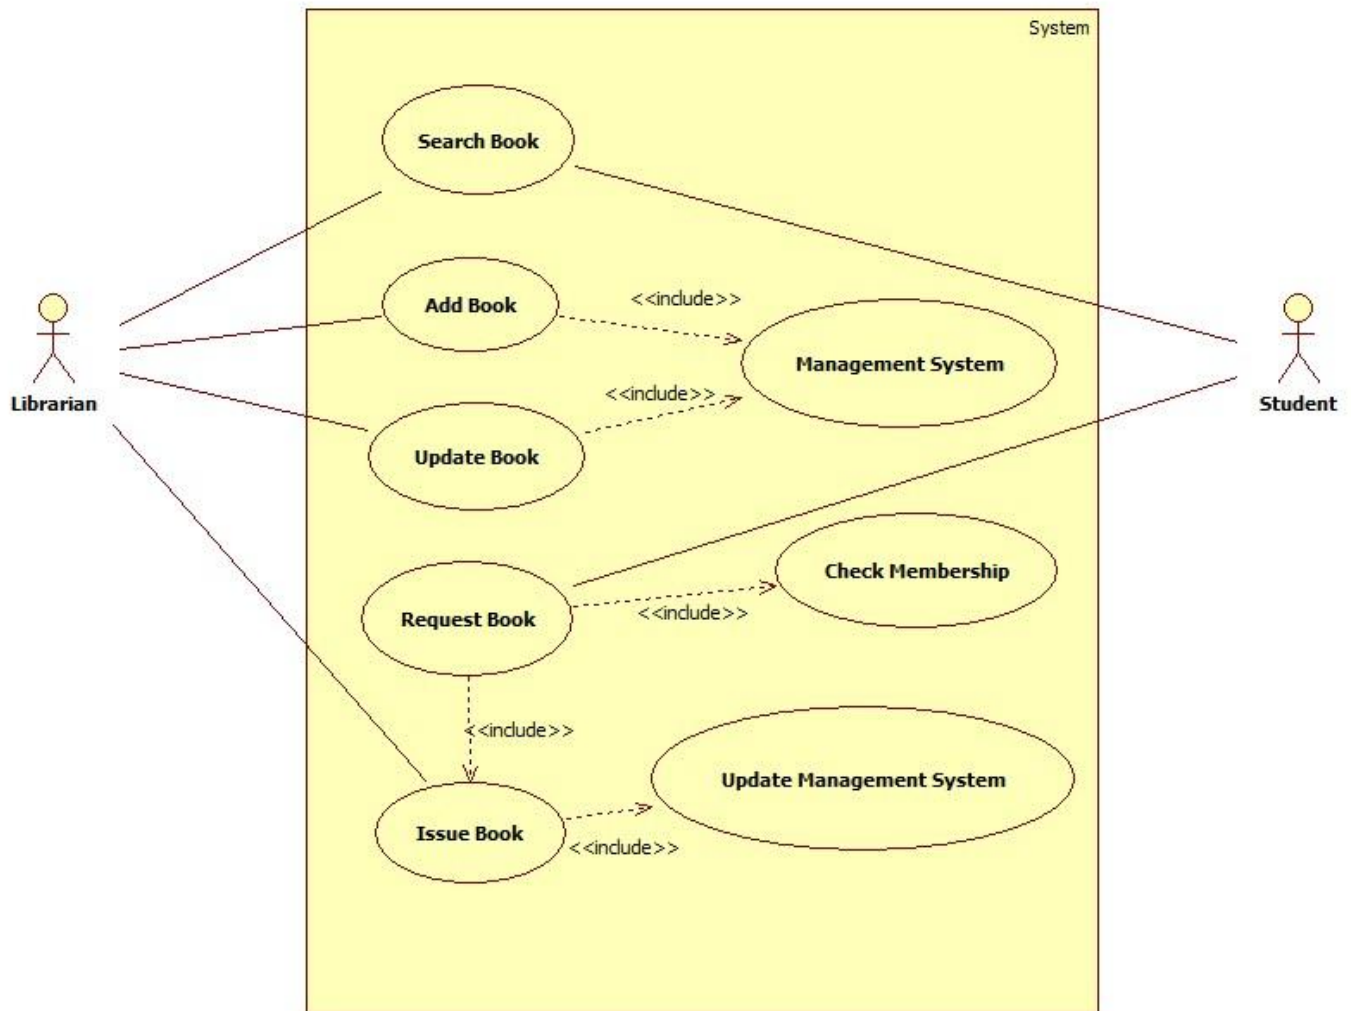 System
Search Book
Add Book
<<include>>
Management System
<<include>>
Librarian
Student
Update Book
Check Membership
<<include>>
Request Book
<<include>>
Update Management System
Issue Book
<<include>>